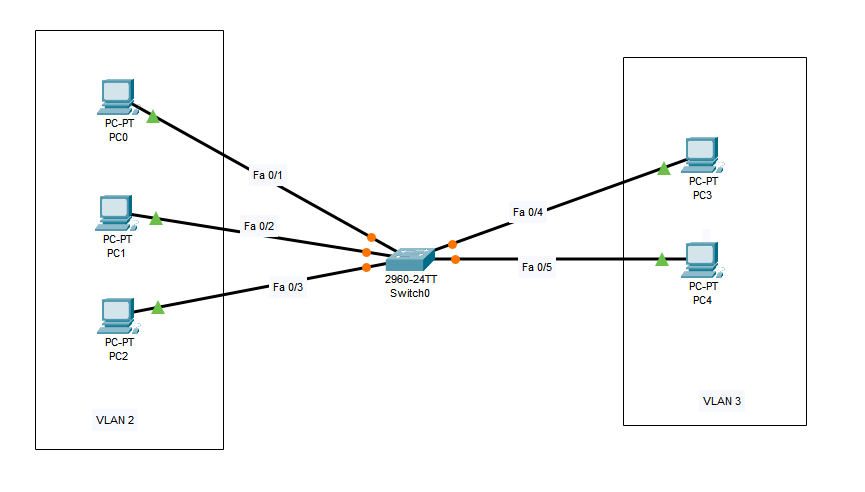 PC-PT
PC0
Fa 0/1
PC-PT
PC1
Fa 0/2
PC-PT
PC2
Fa 0/3
VLAN 2
2960-24TT
Switch0
Fa 0/4
PC-PT
PC3
Fa 0/5
PC-PT
PC4
VLAN 3